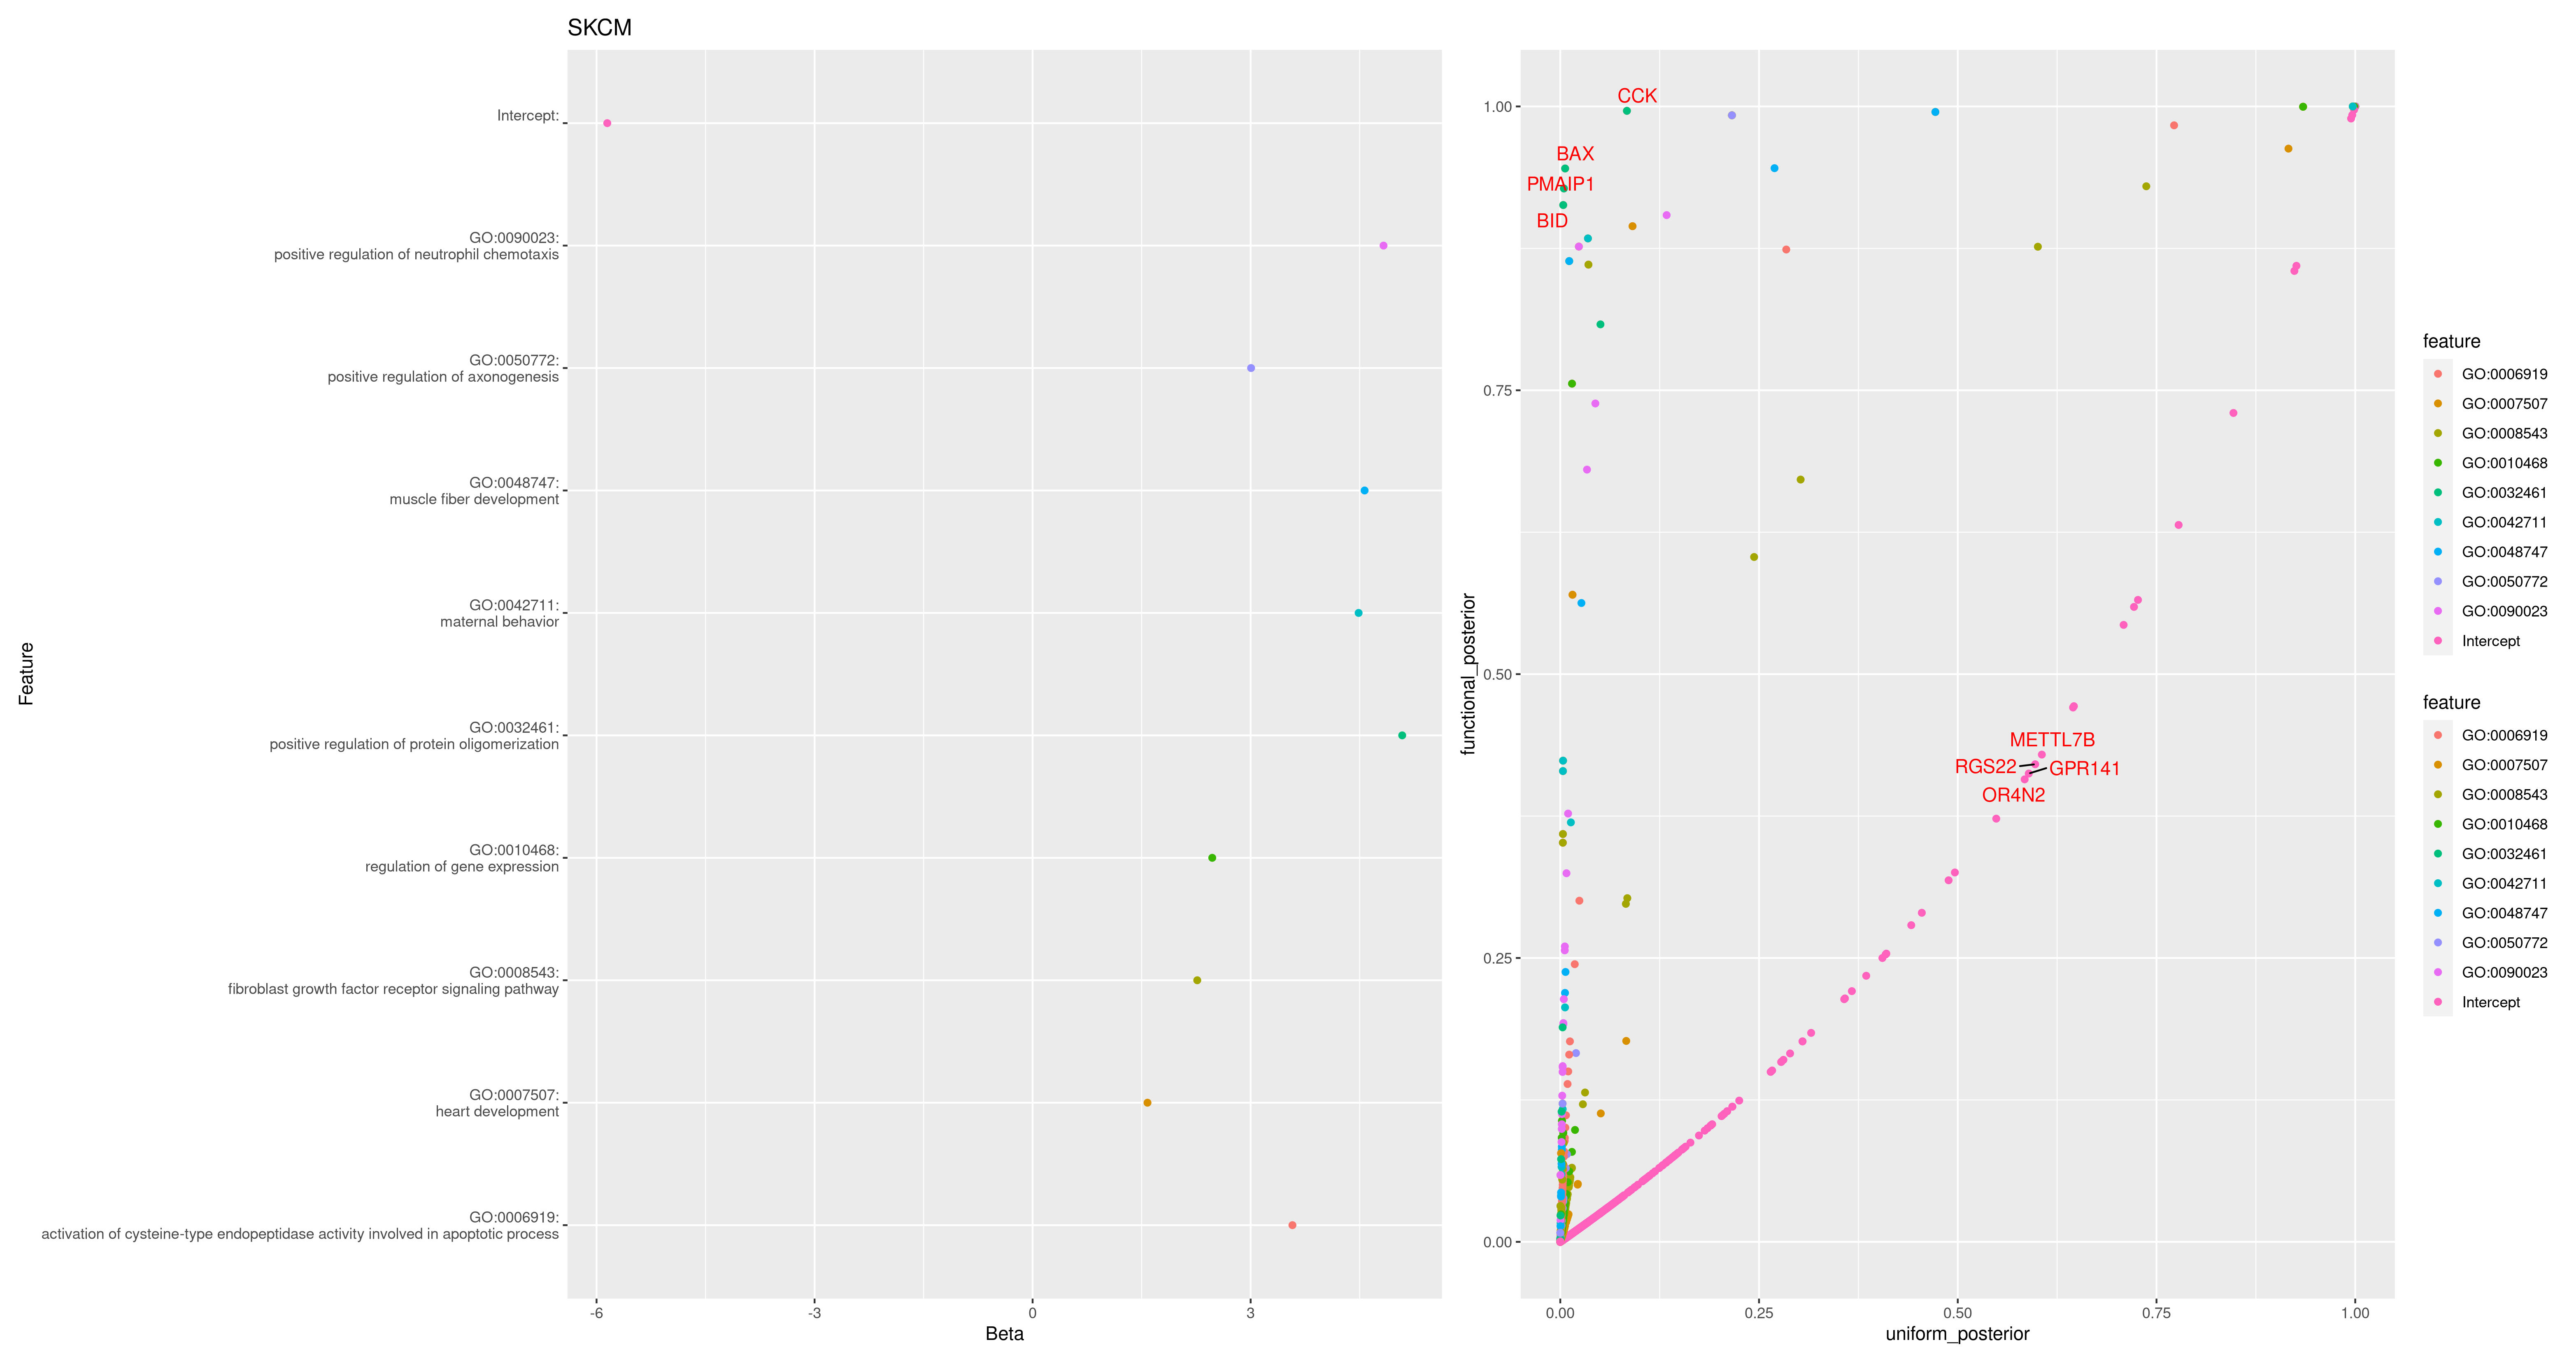 SKCM
Feature
Intercept:
GO:0090023:
positive regulation of neutrophil chemotaxis
GO:0050772:
positive regulation of axonogenesis
GO:0048747:
muscle fiber development
GO:0042711:
maternal behavior
GO:0032461:
positive regulation of protein oligomerization
GO:0010468:
regulation of gene expression
GO:0008543:
fibroblast growth factor receptor signaling pathway
GO:0007507:
heart development
GO:0006919:
activation of cysteine-type endopeptidase activity involved in apoptotic process
-6 -3 0 3
Beta
functional_posterior
1.00
0.75
0.50
0.25
0.00
CCK
BAX
PMAIP1
BID
METTL7B
RGS22
GPR141
OR4N2
0.00 0.25 0.50 0.75 1.00
uniform_posterior
feature
GO:0006919
GO:0007507
GO:0008543
GO:0010468
GO:0032461
GO:0042711
GO:0048747
GO:0050772
GO:0090023
Intercept
feature
GO:0006919
GO:0007507
GO:0008543
GO:0010468
GO:0032461
GO:0042711
GO:0048747
GO:0050772
GO:0090023
Intercept